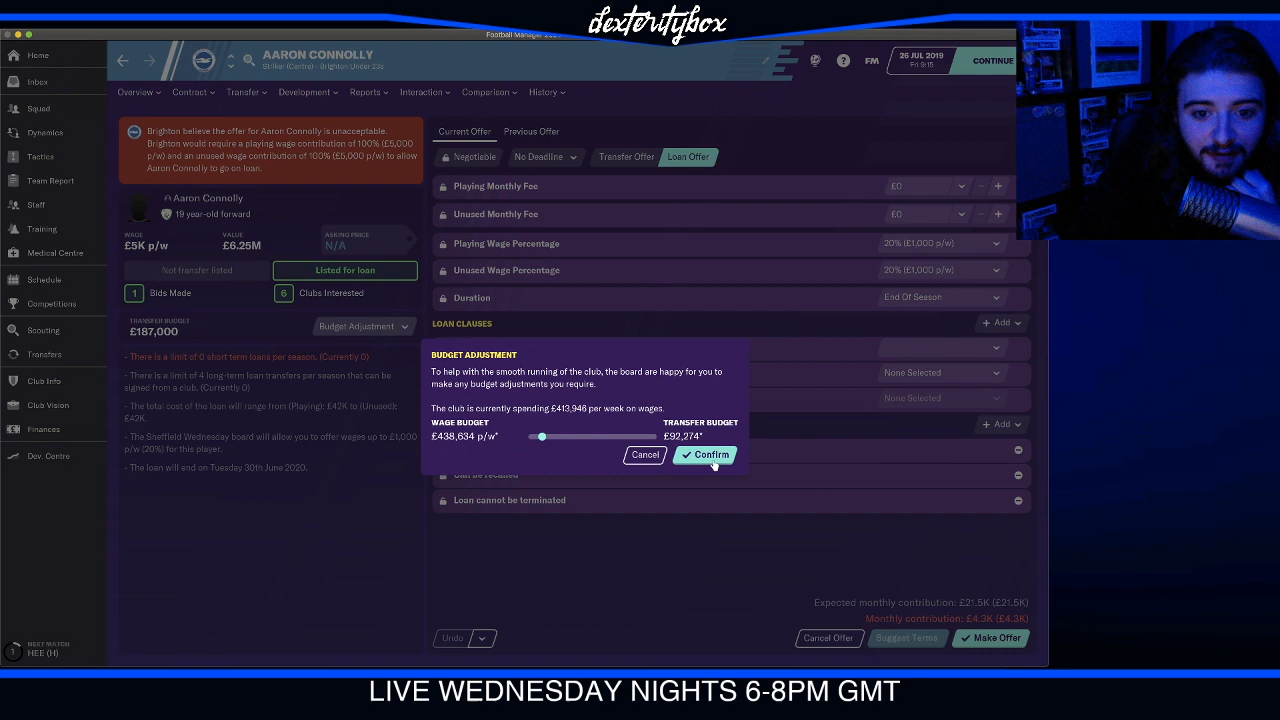 dexteritybox
Football Manager
Home
Inbox
Squad
Dynamics
Tactics
Team Report
Staff
Training
Medical Centre
Schedule
Competitions
Scouting
Transfers
Club Info
Club Vision
Finances
Dev. Centre
NEXT MATCH
HEE (H)
AARON CONNOLLY
Striker (Centre) - Brighton Under 23s
FM
26 JUL 2019
Fri 9:15
CONTINUE
Overview
Contract
Transfer
Development
Reports
Interaction
Comparison
History
Brighton believe the offer for Aaron Connolly is unacceptable.
Brighton would require a playing wage contribution of 100% (£5,000
p/w) and an unused wage contribution of 100% (£5,000 p/w) to allow
Aaron Connolly to go on loan.
Aaron Connolly
19 year-old forward
WAGE
£5K p/w
VALUE
£6.25M
ASKING PRICE
N/A
Not transfer listed
Listed for loan
1 Bids Made
6 Clubs Interested
TRANSFER BUDGET
£187,000
Budget Adjustment
- There is a limit of 0 short term loans per season. (Currently 0)
- There is a limit of 4 long-term loan transfers per season that can be
signed from a club. (Currently 0)
- The total cost of the loan will range from (Playing): £42K to (Unused):
£42K.
- The Sheffield Wednesday board will allow you to offer wages up to £1,000
p/w (20%) for this player.
- The loan will end on Tuesday 30th June 2020.
Current Offer
Previous Offer
Negotiable
No Deadline
Transfer Offer
Loan Offer
Playing Monthly Fee £0
Unused Monthly Fee £0
Playing Wage Percentage 20% (£1,000 p/w)
Unused Wage Percentage 20% (£1,000 p/w)
Duration End Of Season
LOAN CLAUSES
+ Add
None Selected
None Selected
+ Add
BUDGET ADJUSTMENT
To help with the smooth running of the club, the board are happy for you to
make any budget adjustments you require.
The club is currently spending £413,946 per week on wages.
WAGE BUDGET
£438,634 p/w*
TRANSFER BUDGET
£92,274*
Cancel
Confirm
Can be recalled
Loan cannot be terminated
Expected monthly contribution: £21.5K (£21.5K)
Monthly contribution: £4.3K (£4.3K)
Undo
Cancel Offer
Suggest Terms
Make Offer
LIVE WEDNESDAY NIGHTS 6-8PM GMT